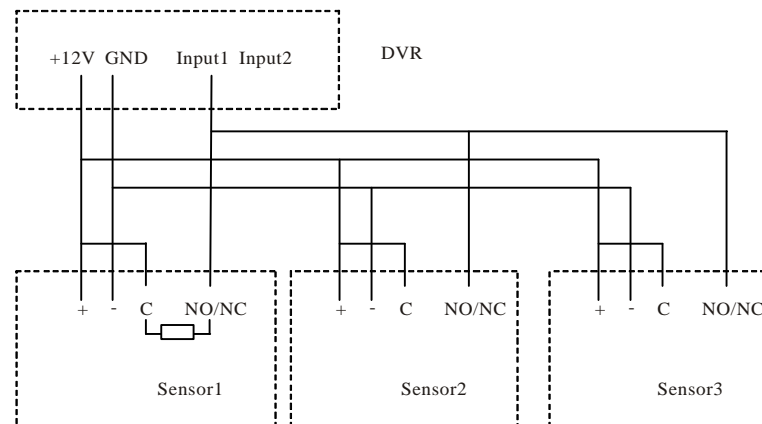 +12V GND Input1 Input2 DVR
+ - C NO/NC + - C NO/NC + - C NO/NC
Sensor1 Sensor2 Sensor3